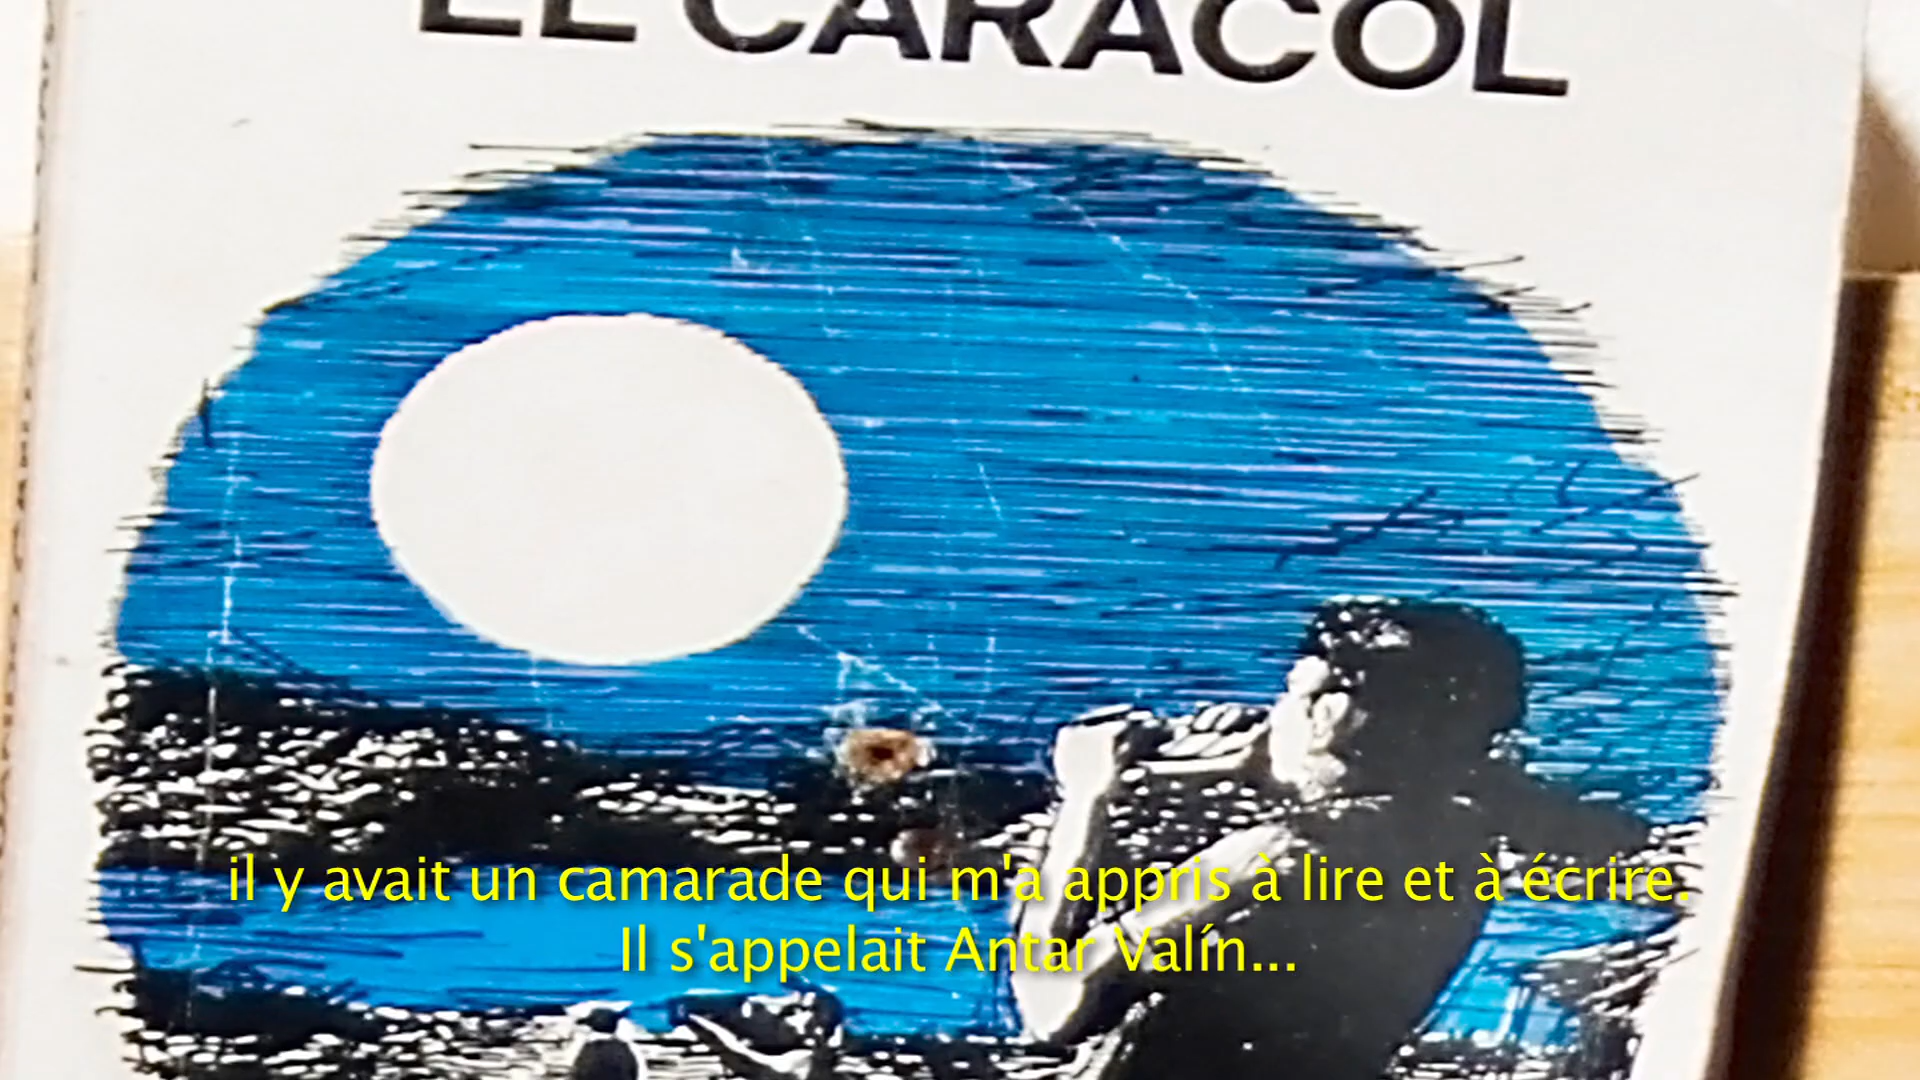 EL CARACOL
il y avait un camarade qui m'a appris à lire et à écrire.
Il s'appelait Antar Valín...